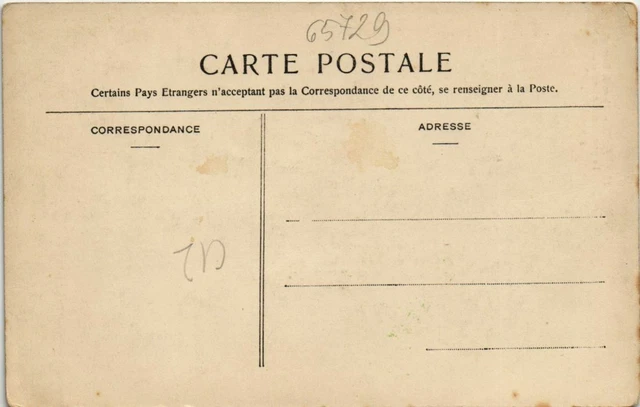 65729
CARTE POSTALE
Certains Pays Etrangers n'acceptant pas la Correspondance de ce côté, se renseigner à la Poste.
CORRESPONDANCE
ADRESSE